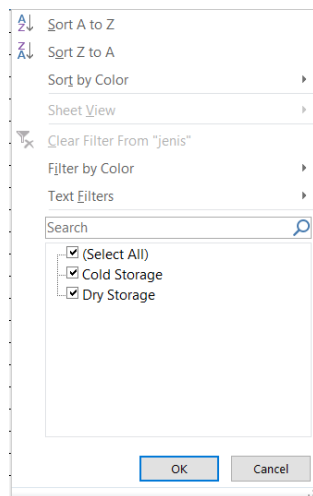 Sort A to Z
Sort Z to A
Sort by Color
Sheet View
Clear Filter From "jenis"
Filter by Color
Text Filters
Search
(Select All)
Cold Storage
Dry Storage
OK Cancel